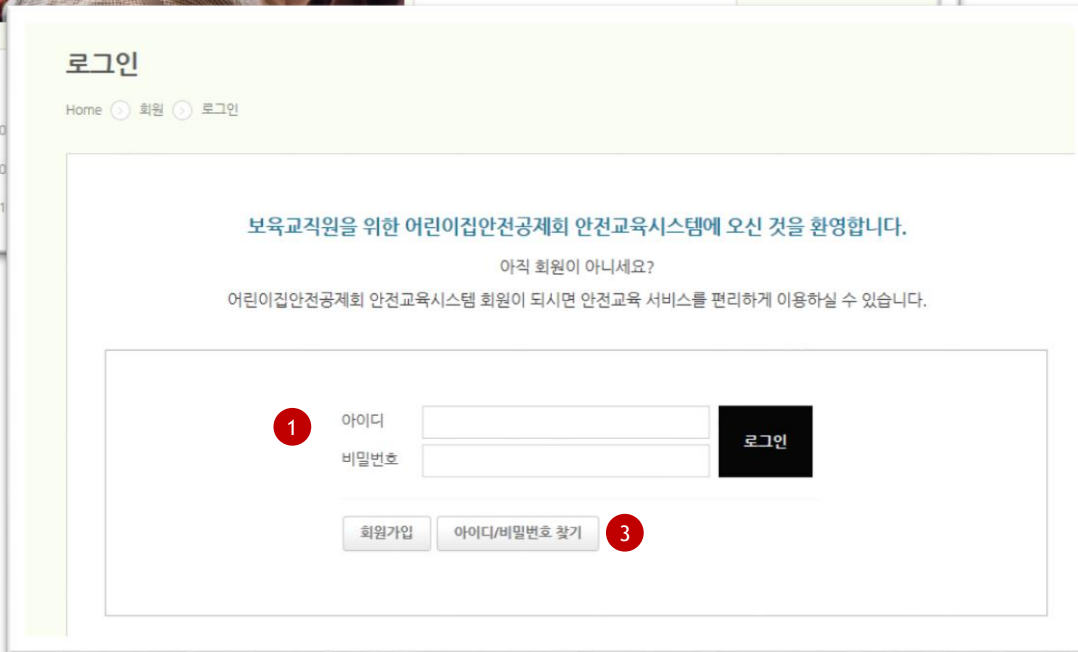 로그인
Home 회원 로그인
보육교직원을 위한 어린이집안전공제회 안전교육시스템에 오신 것을 환영합니다.
아직 회원이 아니세요?
어린이집안전공제회 안전교육시스템 회원이 되시면 안전교육 서비스를 편리하게 이용하실 수 있습니다.
1
아이디
로그인
비밀번호
회원가입 아이디/비밀번호 찾기 3